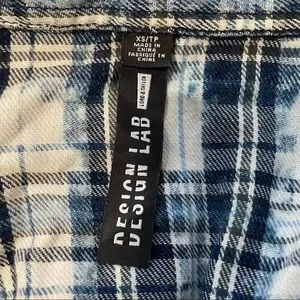 XS/TP
MADE IN
CHINA
FABRIQUÉ EN
CHINE
LORD & TAYLOR
DESIGN LAB